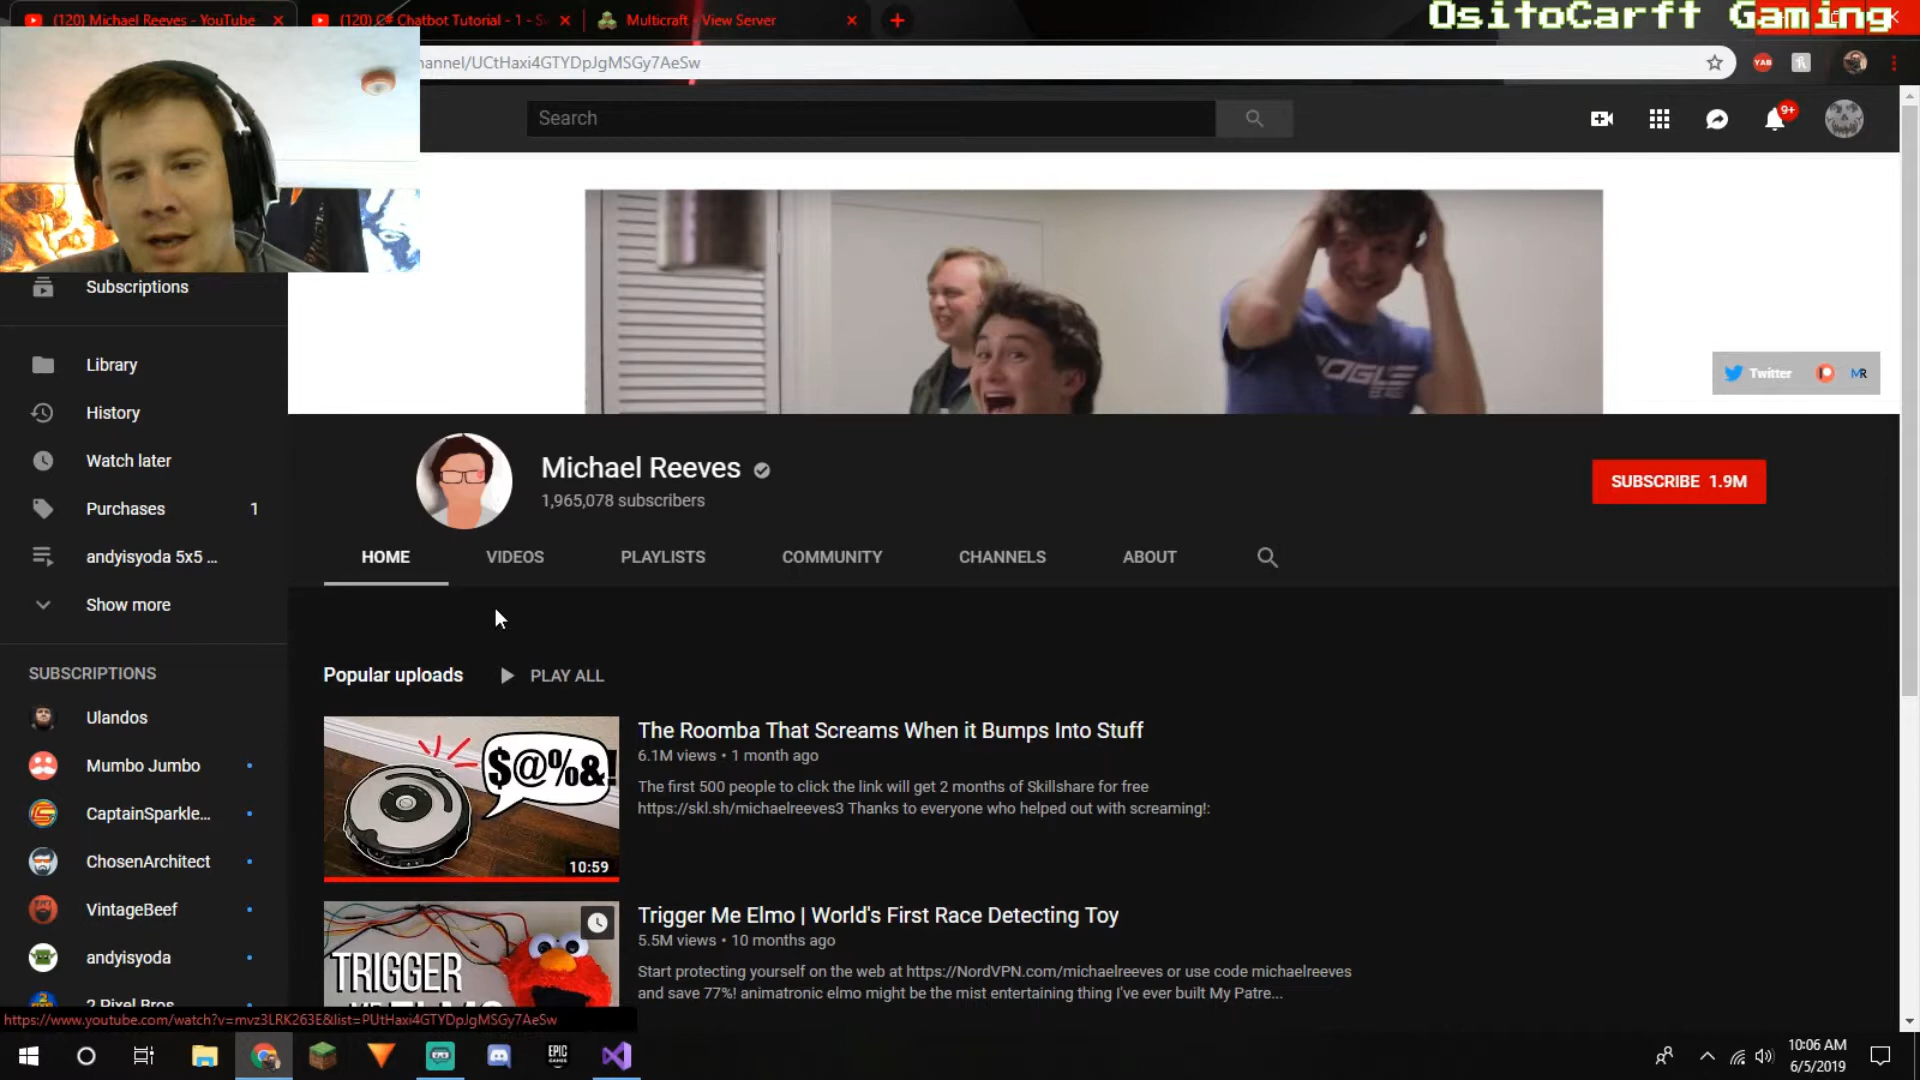 (120) Michael Reeves - YouTube
(120) C# Chatbot Tutorial - 1 - S
Multicraft - View Server
OsitoCarft Gaming
annel/UCtHaxi4GTYDpJgMSGy7AeSw
YAB
Search
9+
OGLE
Twitter
MR
Subscriptions
Library
History
Watch later
Purchases 1
andyisyoda 5x5 ...
Show more
SUBSCRIPTIONS
Ulandos
Mumbo Jumbo
CaptainSparkle...
ChosenArchitect
VintageBeef
andyisyoda
2 Pixel Bros
Michael Reeves
1,965,078 subscribers
SUBSCRIBE 1.9M
HOME VIDEOS PLAYLISTS COMMUNITY CHANNELS ABOUT
Popular uploads PLAY ALL
$@%&!
10:59
The Roomba That Screams When it Bumps Into Stuff
6.1M views • 1 month ago
The first 500 people to click the link will get 2 months of Skillshare for free
https://skl.sh/michaelreeves3 Thanks to everyone who helped out with screaming!:
TRIGGER
ME ELMO
Trigger Me Elmo | World's First Race Detecting Toy
5.5M views • 10 months ago
Start protecting yourself on the web at https://NordVPN.com/michaelreeves or use code michaelreeves
and save 77%! animatronic elmo might be the mist entertaining thing I've ever built My Patre...
https://www.youtube.com/watch?v=mvz3LRK263E&list=PUtHaxi4GTYDpJgMSGy7AeSw
EPIC
GAMES
10:06 AM
6/5/2019